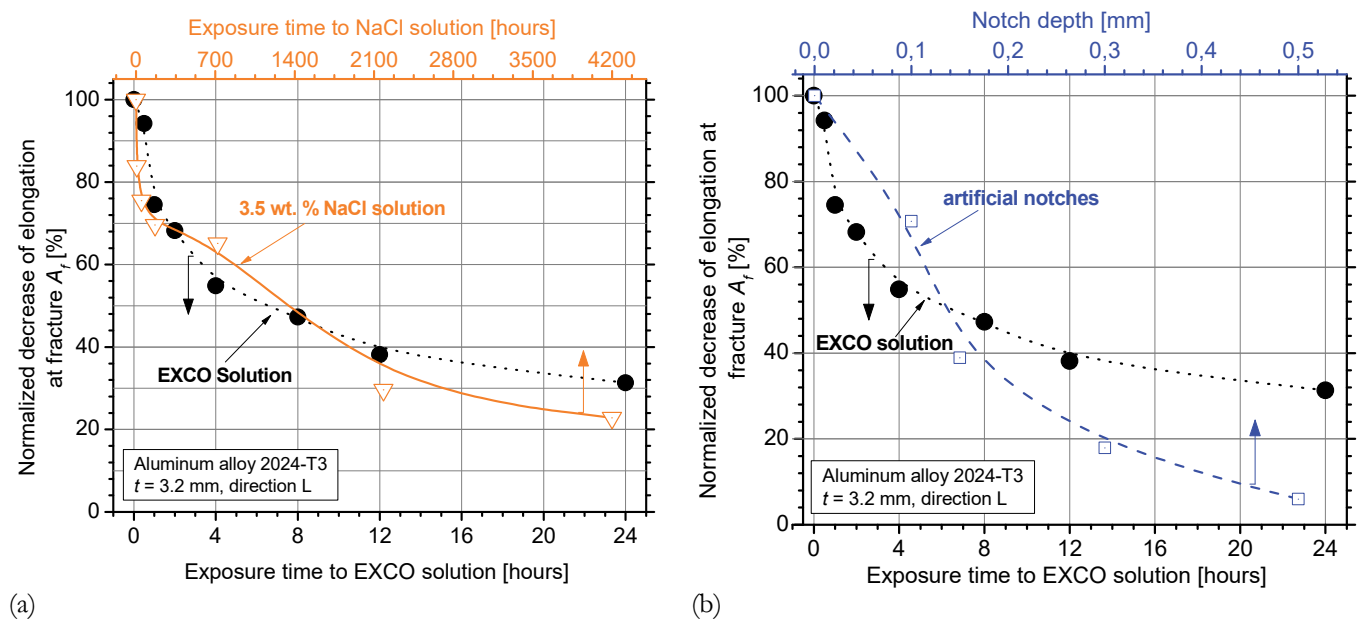 Exposure time to NaCl solution [hours]
0 700 1400 2100 2800 3500 4200
Normalized decrease of elongation
at fracture A_f [%]
100
80
60
40
20
0
3.5 wt. % NaCl solution
EXCO Solution
Aluminum alloy 2024-T3
t = 3.2 mm, direction L
0 4 8 12 16 20 24
Exposure time to EXCO solution [hours]
(a)
Notch depth [mm]
0,0 0,1 0,2 0,3 0,4 0,5
Normalized decrease of elongation at
fracture A_f [%]
100
80
60
40
20
0
artificial notches
EXCO solution
Aluminum alloy 2024-T3
t = 3.2 mm, direction L
0 4 8 12 16 20 24
Exposure time to EXCO solution [hours]
(b)